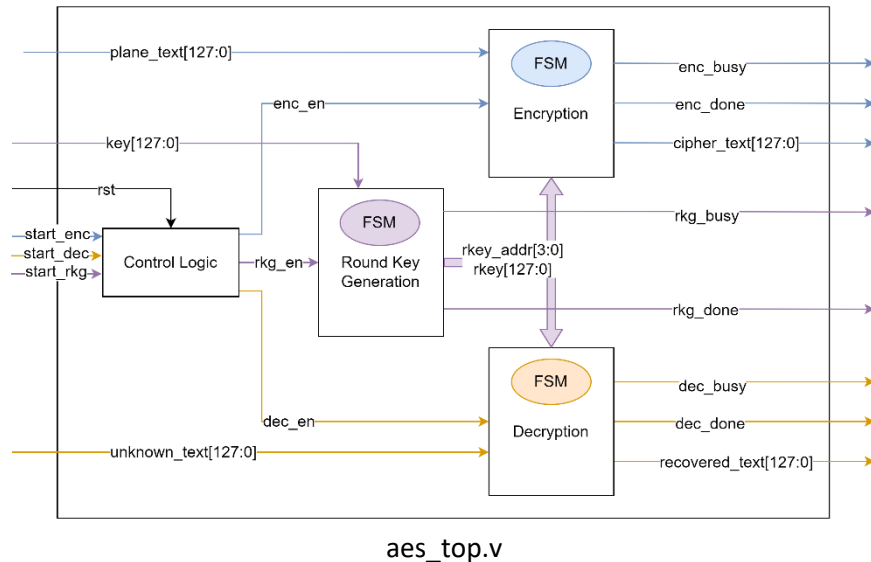 plane_text[127:0]
FSM
enc_busy
enc_en
Encryption
enc_done
key[127:0]
cipher_text[127:0]
rst
start_enc
start_dec
start_rkg
Control Logic
rkg_en
FSM
Round Key
Generation
rkg_busy
rkey_addr[3:0]
rkey[127:0]
rkg_done
FSM
dec_busy
dec_en
Decryption
dec_done
unknown_text[127:0]
recovered_text[127:0]
aes_top.v